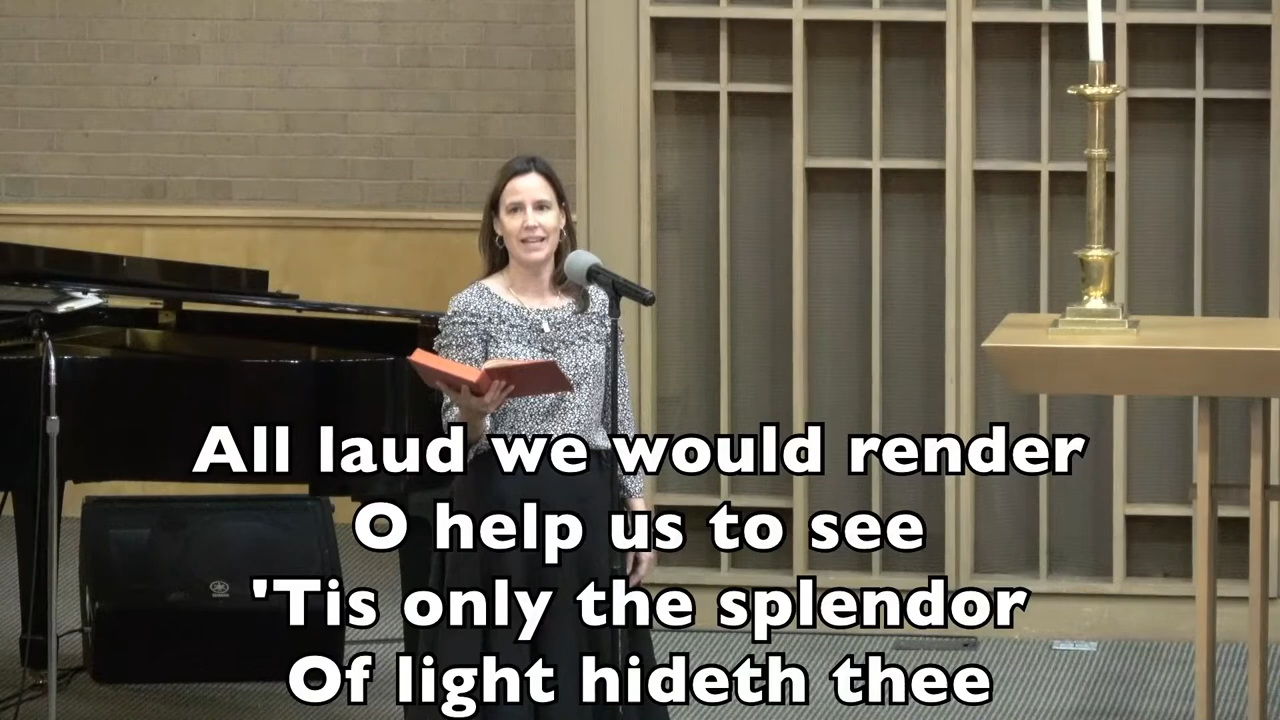 All laud we would render
O help us to see
'Tis only the splendor
Of light hideth thee